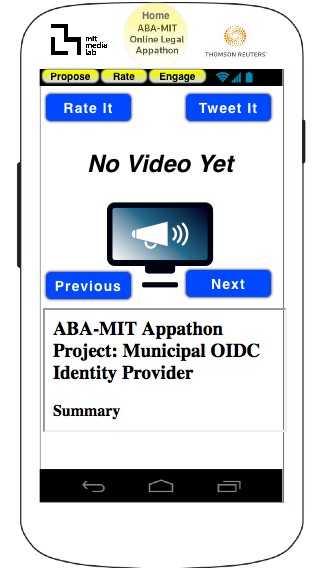 mit
media
lab
Home
ABA-MIT
Online Legal
Appathon
THOMSON REUTERS
Propose Rate Engage
Rate It Tweet It
No Video Yet
Previous Next
ABA-MIT Appathon
Project: Municipal OIDC
Identity Provider
Summary